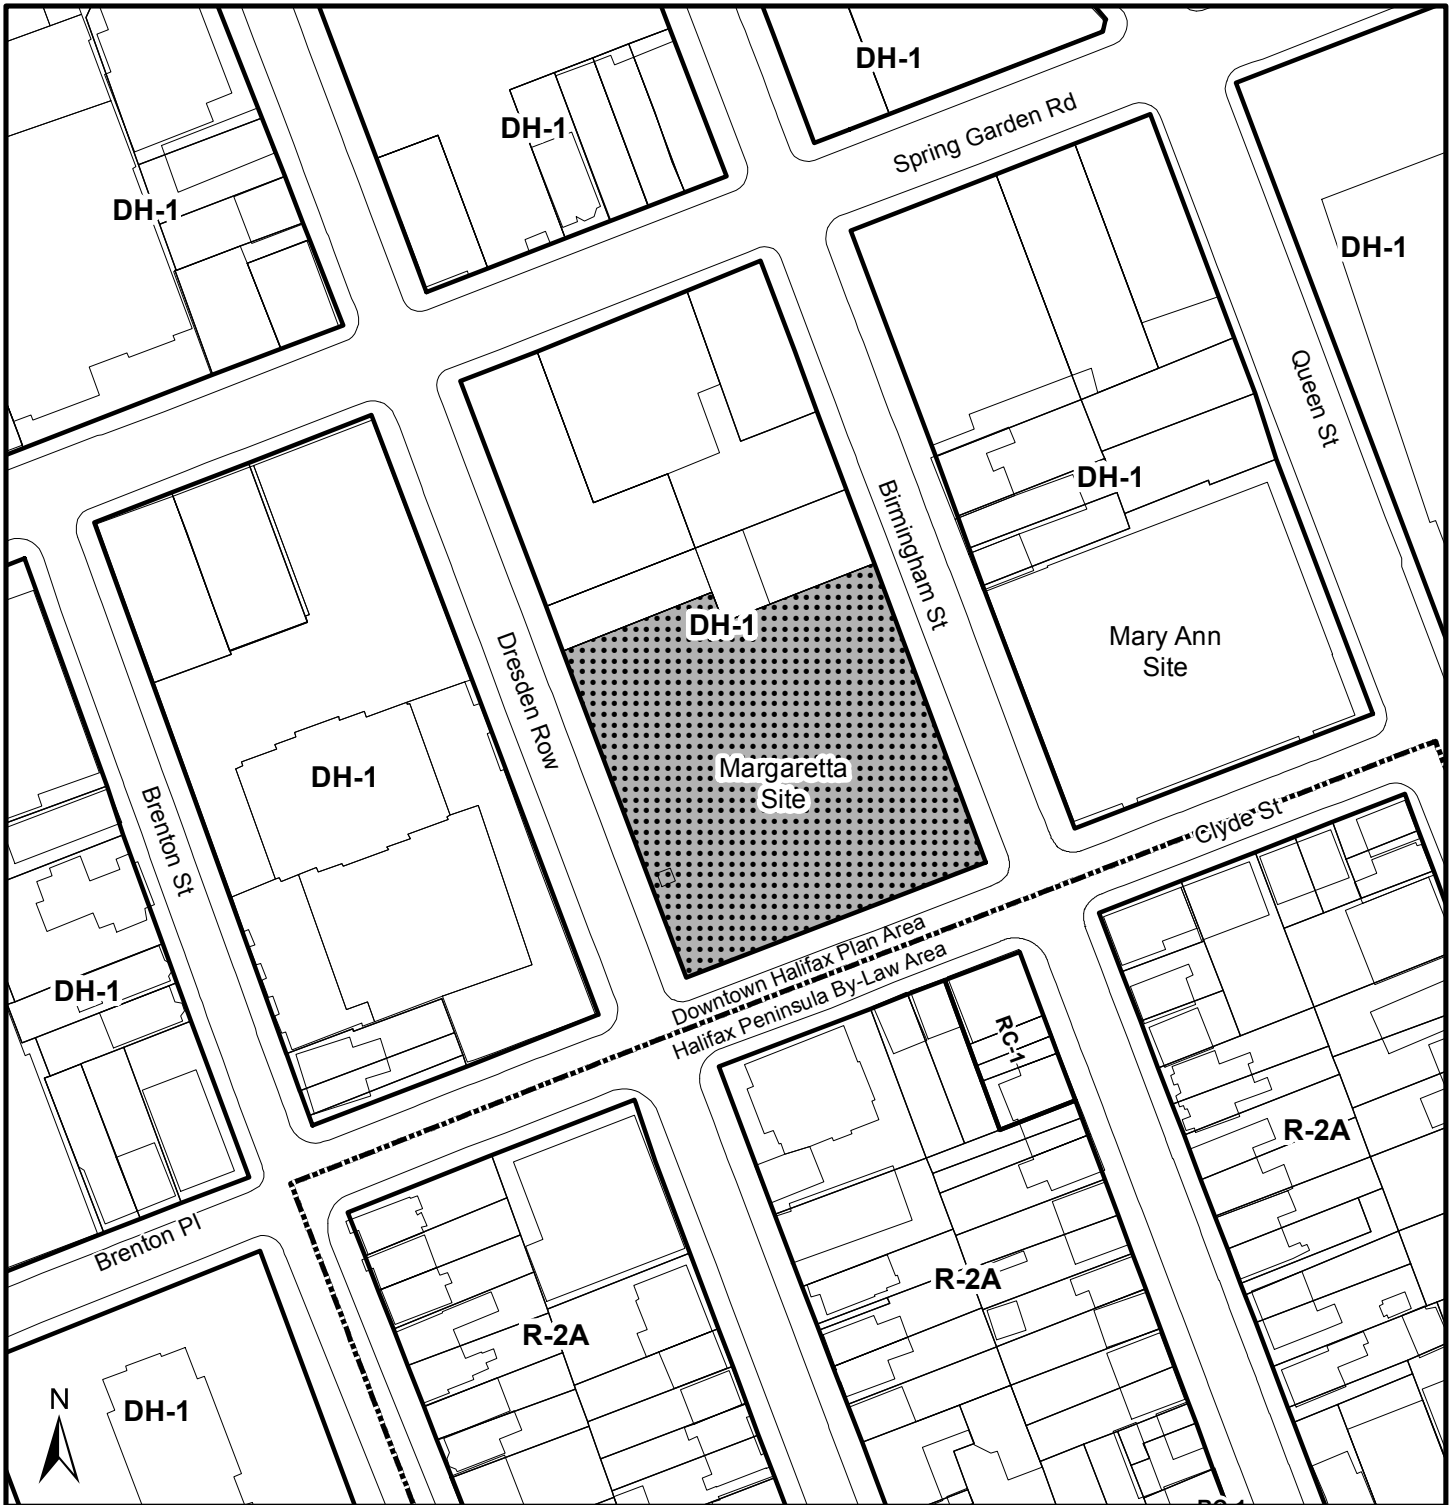 DH-1
Spring Garden Rd
DH-1
DH-1
DH-1
Queen St
DH-1
Birmingham St
DH-1
Mary Ann
Site
Dresden Row
DH-1
Margaretta
Site
Brenton St
Clyde St
DH-1
Downtown Halifax Plan Area
Halifax Peninsula By-Law Area
RC-1
R-2A
Brenton Pl
R-2A
R-2A
N
DH-1